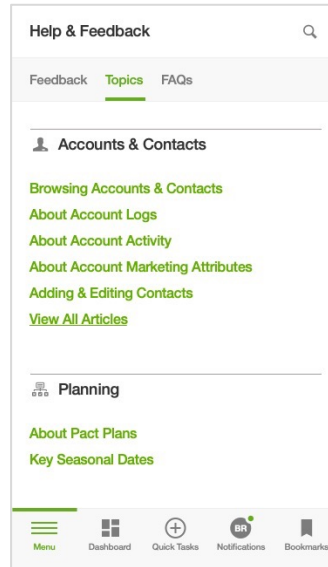 Help & Feedback
Feedback Topics FAQs
Accounts & Contacts
Browsing Accounts & Contacts
About Account Logs
About Account Activity
About Account Marketing Attributes
Adding & Editing Contacts
View All Articles
Planning
About Pact Plans
Key Seasonal Dates
BR
Menu Dashboard Quick Tasks Notifications Bookmarks